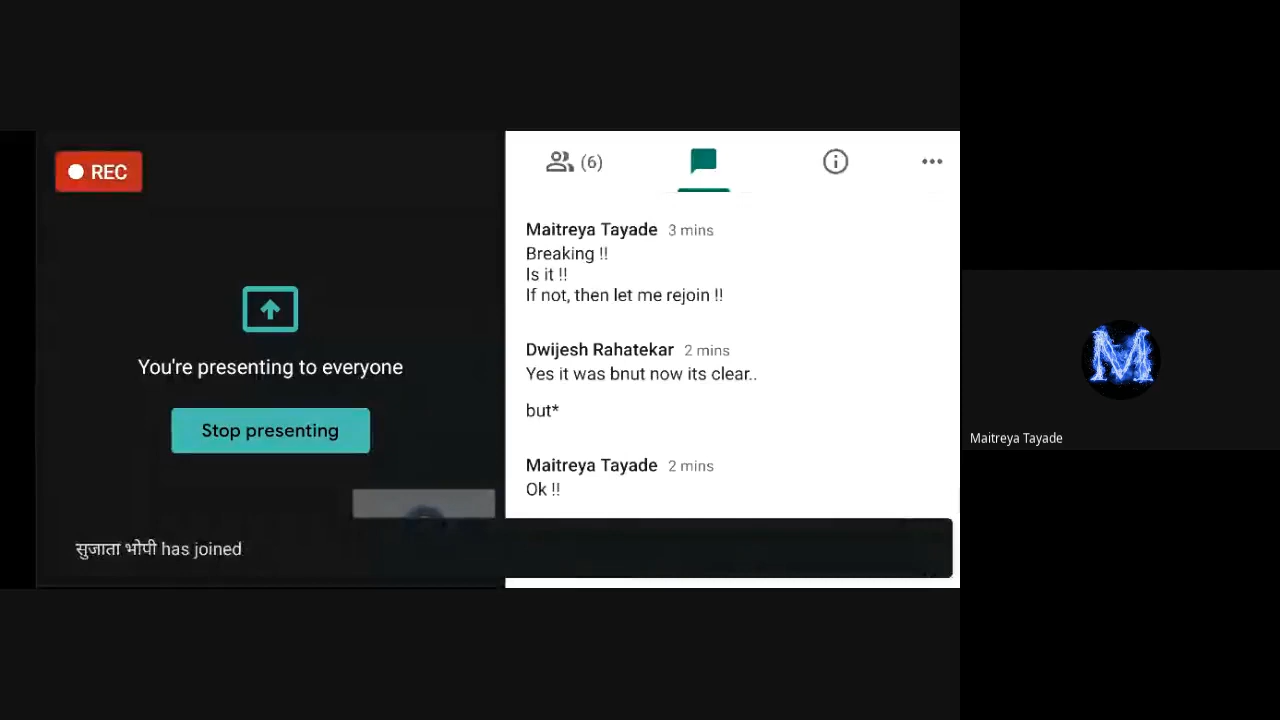 REC
You're presenting to everyone
Stop presenting
सुजाता भोपी has joined
(6)
Maitreya Tayade 3 mins
Breaking !!
Is it !!
If not, then let me rejoin !!
Dwijesh Rahatekar 2 mins
Yes it was bnut now its clear..
but*
Maitreya Tayade 2 mins
Ok !!
M
Maitreya Tayade